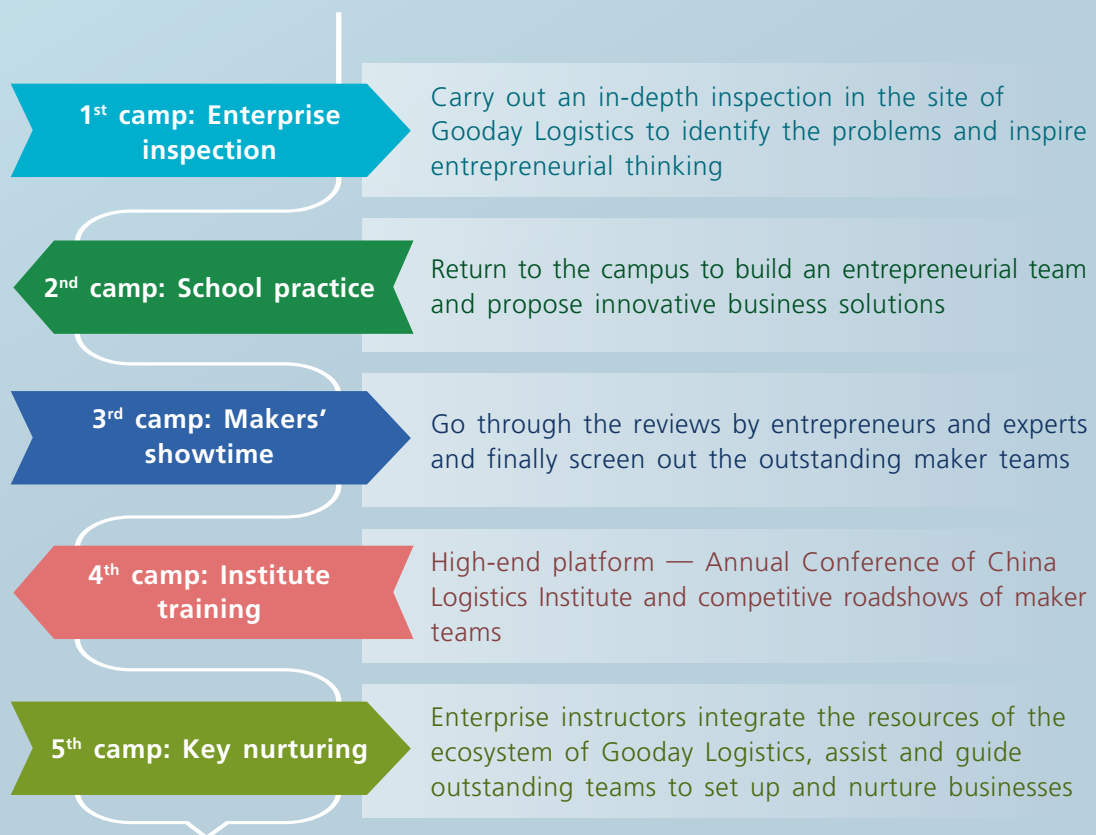 1st camp: Enterprise
inspection
Carry out an in-depth inspection in the site of
Gooday Logistics to identify the problems and inspire
entrepreneurial thinking
2nd camp: School practice
Return to the campus to build an entrepreneurial team
and propose innovative business solutions
3rd camp: Makers’
showtime
Go through the reviews by entrepreneurs and experts
and finally screen out the outstanding maker teams
4th camp: Institute
training
High-end platform — Annual Conference of China
Logistics Institute and competitive roadshows of maker
teams
5th camp: Key nurturing
Enterprise instructors integrate the resources of the
ecosystem of Gooday Logistics, assist and guide
outstanding teams to set up and nurture businesses